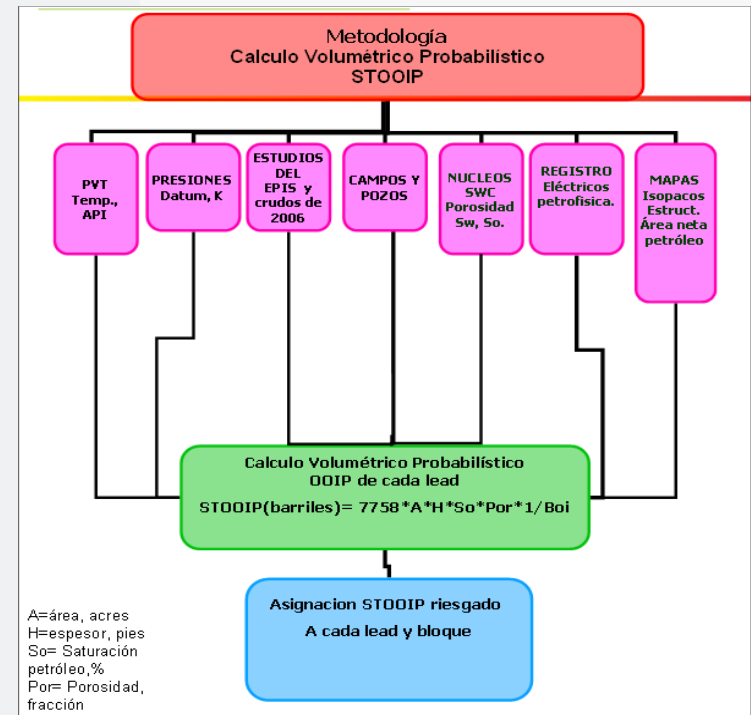 Metodología
Calculo Volumétrico Probabilístico
STOOIP
PVT
Temp.,
API
PRESIONES
Datum, K
ESTUDIOS
DEL
EPIS y
crudos de
2006
CAMPOS Y
POZOS
NUCLEOS
SWC
Porosidad
Sw, So.
REGISTRO
Eléctricos
petrofisica.
MAPAS
Isopacos
Estruct.
Área neta
petróleo
Calculo Volumétrico Probabilístico
OOIP de cada lead
STOOIP(barriles)= 7758*A*H*So*Por*1/Boi
Asignacion STOOIP riesgado
A cada lead y bloque
A=área, acres
H=espesor, pies
So= Saturación
petróleo,%
Por= Porosidad,
fracción